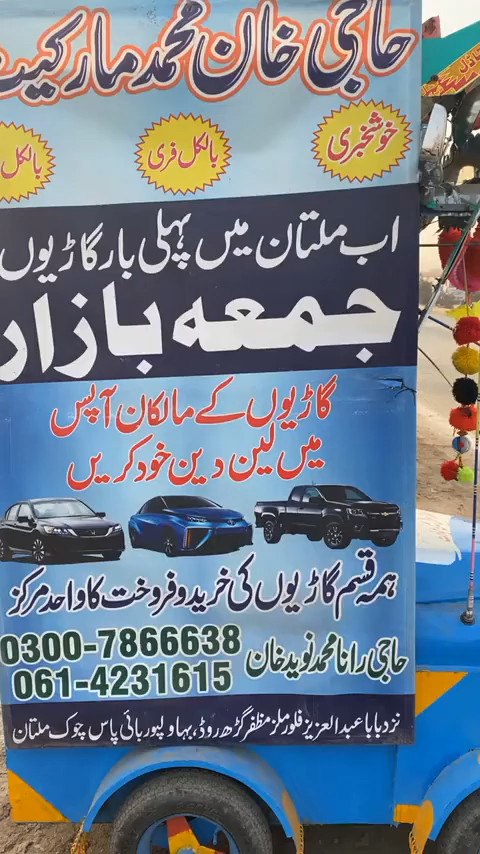 حاجی خان محمد مارکیٹ
خوشخبری بالکل فری بالکل
اب ملتان میں پہلی بار گاڑیوں
جمعہ بازار
گاڑیوں کے مالکان آپس
میں لین دین خود کریں
ہمہ قسم گاڑیوں کی خرید و فروخت کا واحد مرکز
حاجی رانا محمد نوید خان
0300-7866638
061-4231615
نزد بابا عبدالعزیز فلور ملز مظفر گڑھ روڈ، بہاولپور بائی پاس چوک ملتان